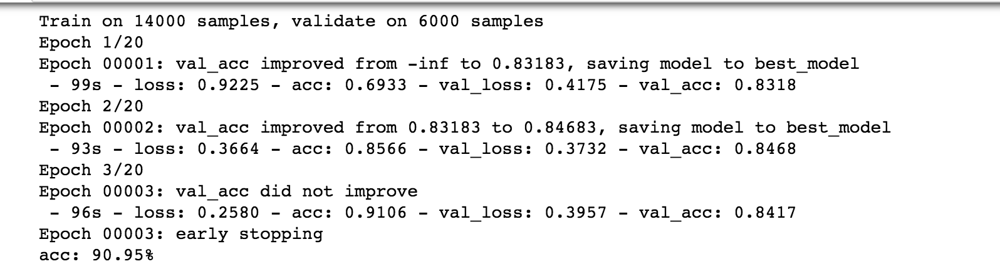 Train on 14000 samples, validate on 6000 samples
Epoch 1/20
Epoch 00001: val_acc improved from -inf to 0.83183, saving model to best_model
 - 99s - loss: 0.9225 - acc: 0.6933 - val_loss: 0.4175 - val_acc: 0.8318
Epoch 2/20
Epoch 00002: val_acc improved from 0.83183 to 0.84683, saving model to best_model
 - 93s - loss: 0.3664 - acc: 0.8566 - val_loss: 0.3732 - val_acc: 0.8468
Epoch 3/20
Epoch 00003: val_acc did not improve
 - 96s - loss: 0.2580 - acc: 0.9106 - val_loss: 0.3957 - val_acc: 0.8417
Epoch 00003: early stopping
acc: 90.95%